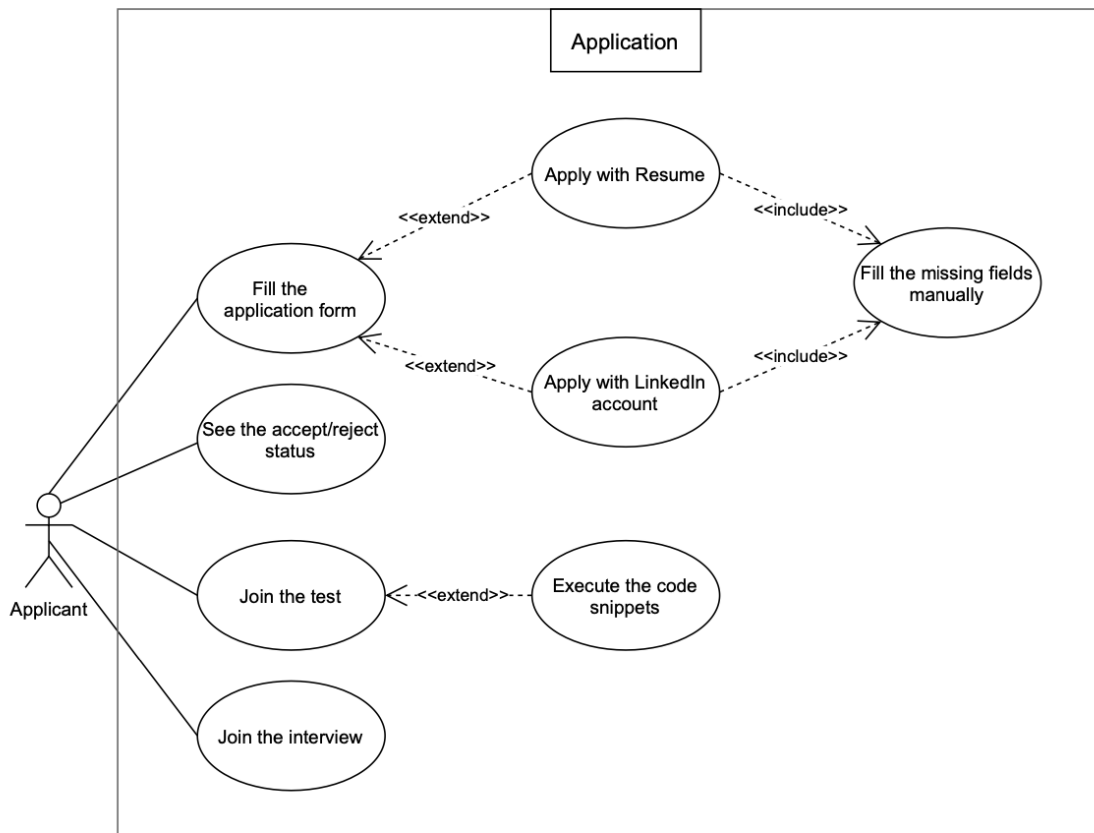 Application
Apply with Resume
<<extend>>
<<include>>
Fill the
application form
Fill the missing fields
manually
<<extend>>
<<include>>
Apply with LinkedIn
account
See the accept/reject
status
Join the test
<<extend>>
Execute the code
snippets
Applicant
Join the interview